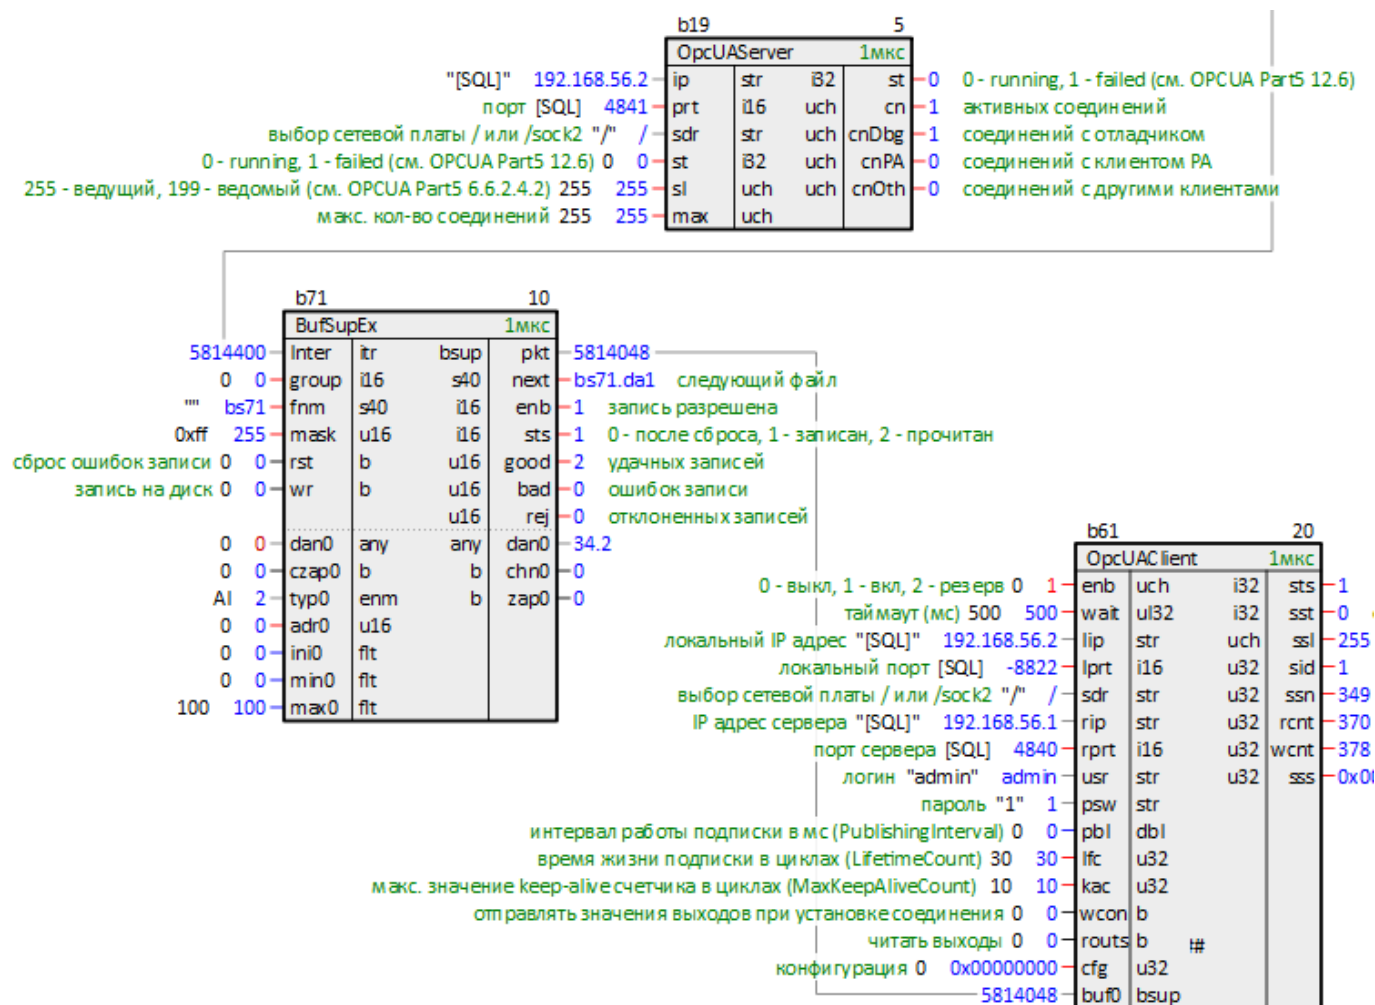 b19 5
OpcUAServer 1мкс
"[SQL]" 192.168.56.2 ip str i32 st 0 0 - running, 1 - failed (см. OPCUA Part5 12.6)
порт [SQL] 4841 prt i16 uch cn 1 активных соединений
выбор сетевой платы / или /sock2 "/" / sdr str uch cnDbg 1 соединений с отладчиком
0 - running, 1 - failed (см. OPCUA Part5 12.6) 0 0 st i32 uch cnPA 0 соединений с клиентом PA
255 - ведущий, 199 - ведомый (см. OPCUA Part5 6.6.2.4.2) 255 255 sl uch uch cnOth 0 соединений с другими клиентами
макс. кол-во соединений 255 255 max uch
b71 10
BufSupEx 1мкс
5814400 Inter itr bsup pkt 5814048
0 0 group i16 s40 next bs71.da1 следующий файл
"" bs71 fnm s40 i16 enb 1 запись разрешена
0xff 255 mask u16 i16 sts 1 0 - после сброса, 1 - записан, 2 - прочитан
сброс ошибок записи 0 0 rst b u16 good 2 удачных записей
запись на диск 0 0 wr b u16 bad 0 ошибок записи
u16 rej 0 отклоненных записей
0 0 dan0 any any dan0 34.2
0 0 czap0 b b chn0 0
AI 2 typ0 enm b zap0 0
0 0 adr0 u16
0 0 ini0 flt
0 0 min0 flt
100 100 max0 flt
b61 20
OpcUAClient 1мкс
0 - выкл, 1 - вкл, 2 - резерв 0 1 enb uch i32 sts 1
таймаут (мс) 500 500 wait ul32 i32 sst 0
локальный IP адрес "[SQL]" 192.168.56.2 lip str uch ssl 255
локальный порт [SQL] -8822 lprt i16 u32 sid 1
выбор сетевой платы / или /sock2 "/" / sdr str u32 ssn 349
IP адрес сервера "[SQL]" 192.168.56.1 rip str u32 rcnt 370
порт сервера [SQL] 4840 rprt i16 u32 wcnt 378
логин "admin" admin usr str u32 sss 0x00
пароль "1" 1 psw str
интервал работы подписки в мс (PublishingInterval) 0 0 pbl dbl
время жизни подписки в циклах (LifetimeCount) 30 30 lfc u32
макс. значение keep-alive счетчика в циклах (MaxKeepAliveCount) 10 10 kac u32
отправлять значения выходов при установке соединения 0 0 wcon b
читать выходы 0 0 routs b
конфигурация 0 0x00000000 cfg u32
5814048 buf0 bsup